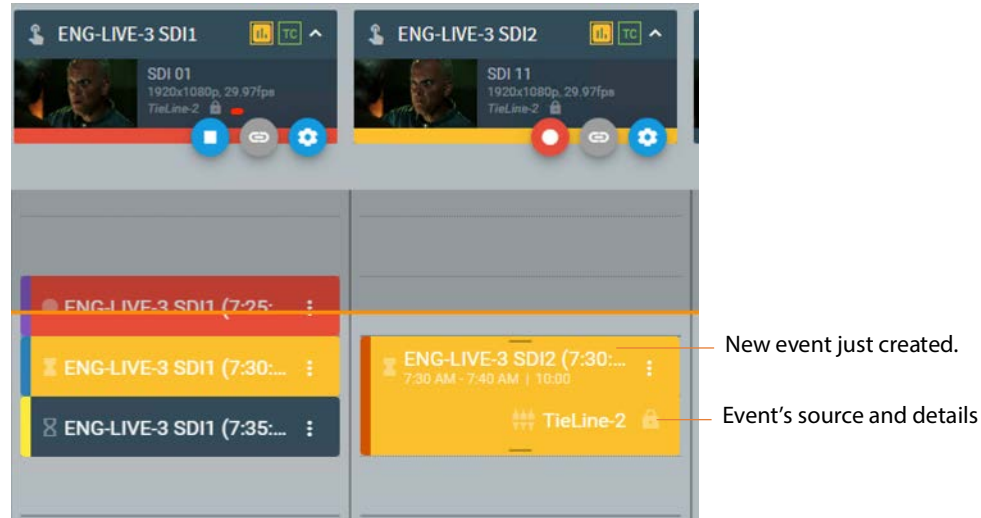 ENG-LIVE-3 SDI1 TC
SDI 01
1920x1080p, 29.97fps
TieLine-2
ENG-LIVE-3 SDI2 TC
SDI 11
1920x1080p, 29.97fps
TieLine-2
ENG-LIVE-3 SDI1 (7:25:
ENG-LIVE-3 SDI1 (7:30:...
ENG-LIVE-3 SDI1 (7:35:...
ENG-LIVE-3 SDI2 (7:30:...
7:30 AM - 7:40 AM | 10:00
TieLine-2
New event just created.
Event's source and details